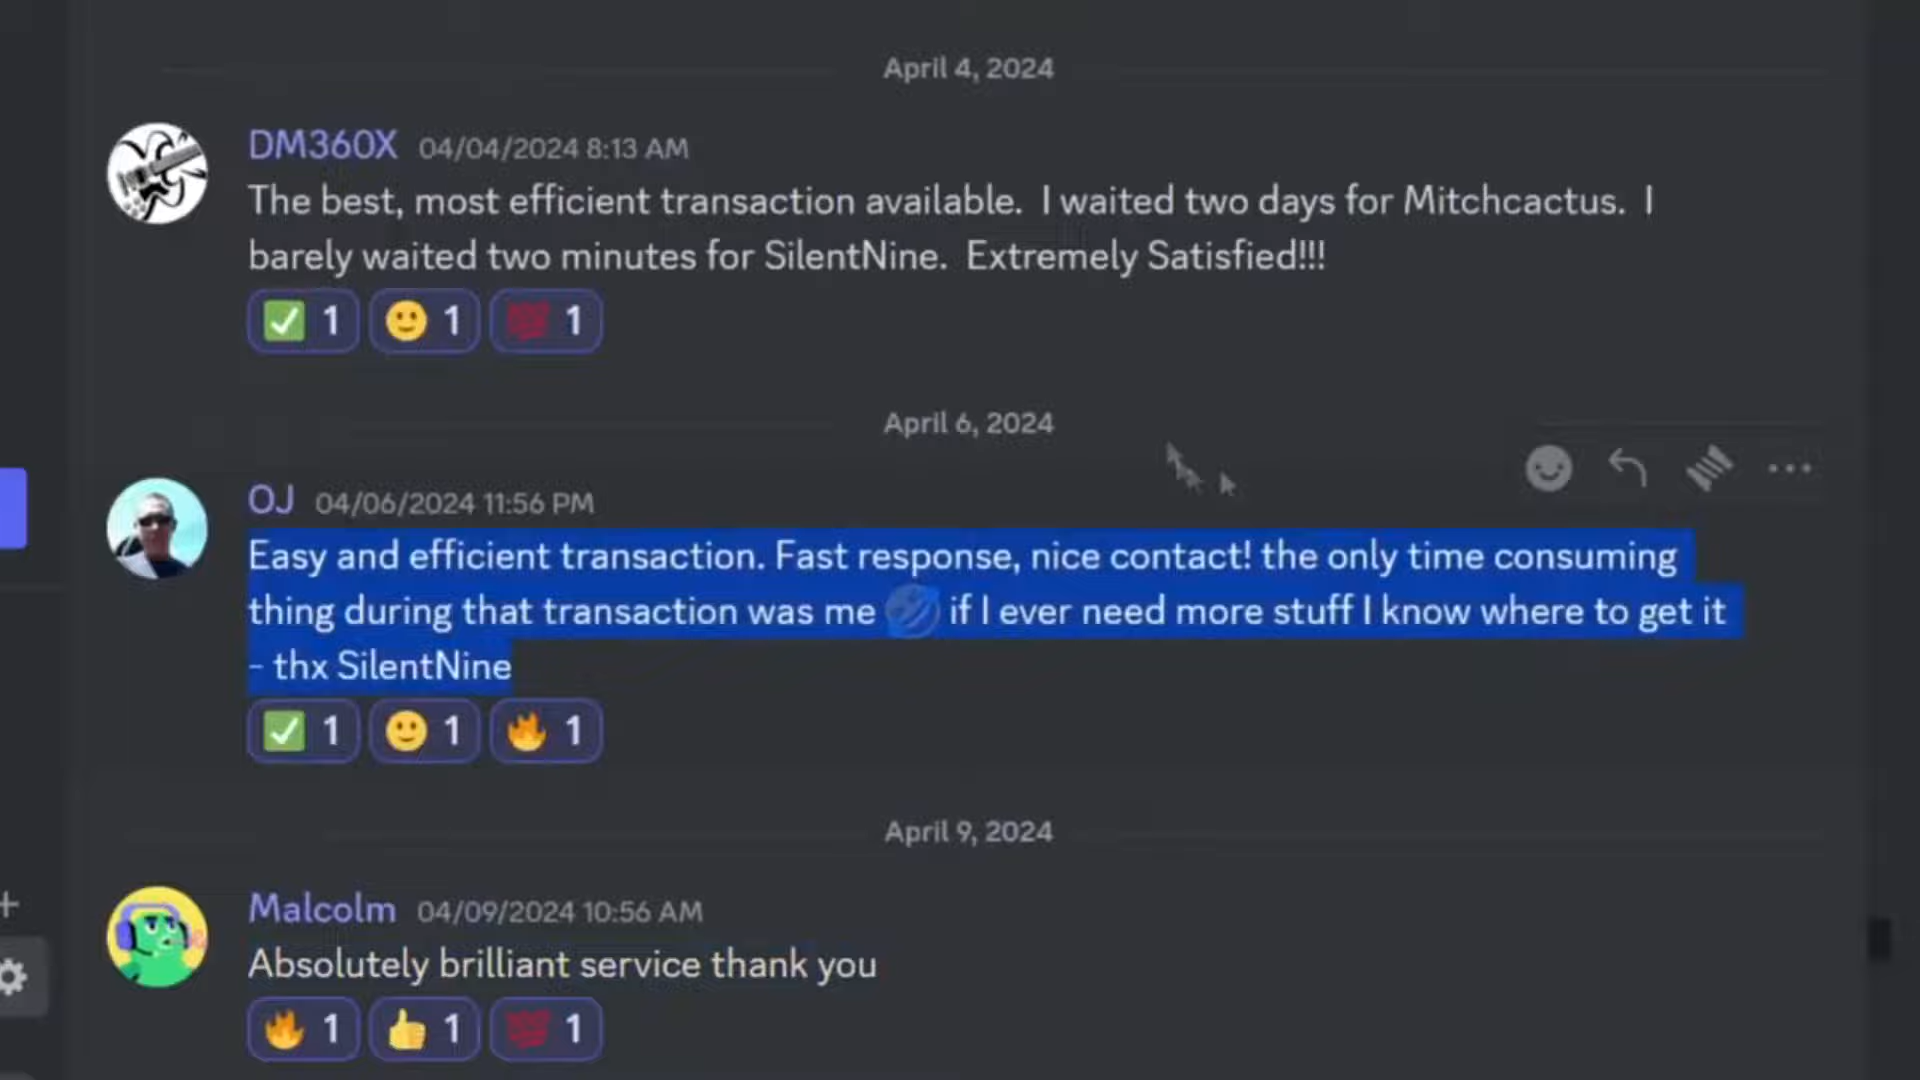 April 4, 2024
DM360X 04/04/2024 8:13 AM
The best, most efficient transaction available. I waited two days for Mitchcactus. I
barely waited two minutes for SilentNine. Extremely Satisfied!!!
1 1 1
April 6, 2024
OJ 04/06/2024 11:56 PM
Easy and efficient transaction. Fast response, nice contact! the only time consuming
thing during that transaction was me 🤣 if I ever need more stuff I know where to get it
- thx SilentNine
1 1 1
April 9, 2024
Malcolm 04/09/2024 10:56 AM
Absolutely brilliant service thank you
1 1 1